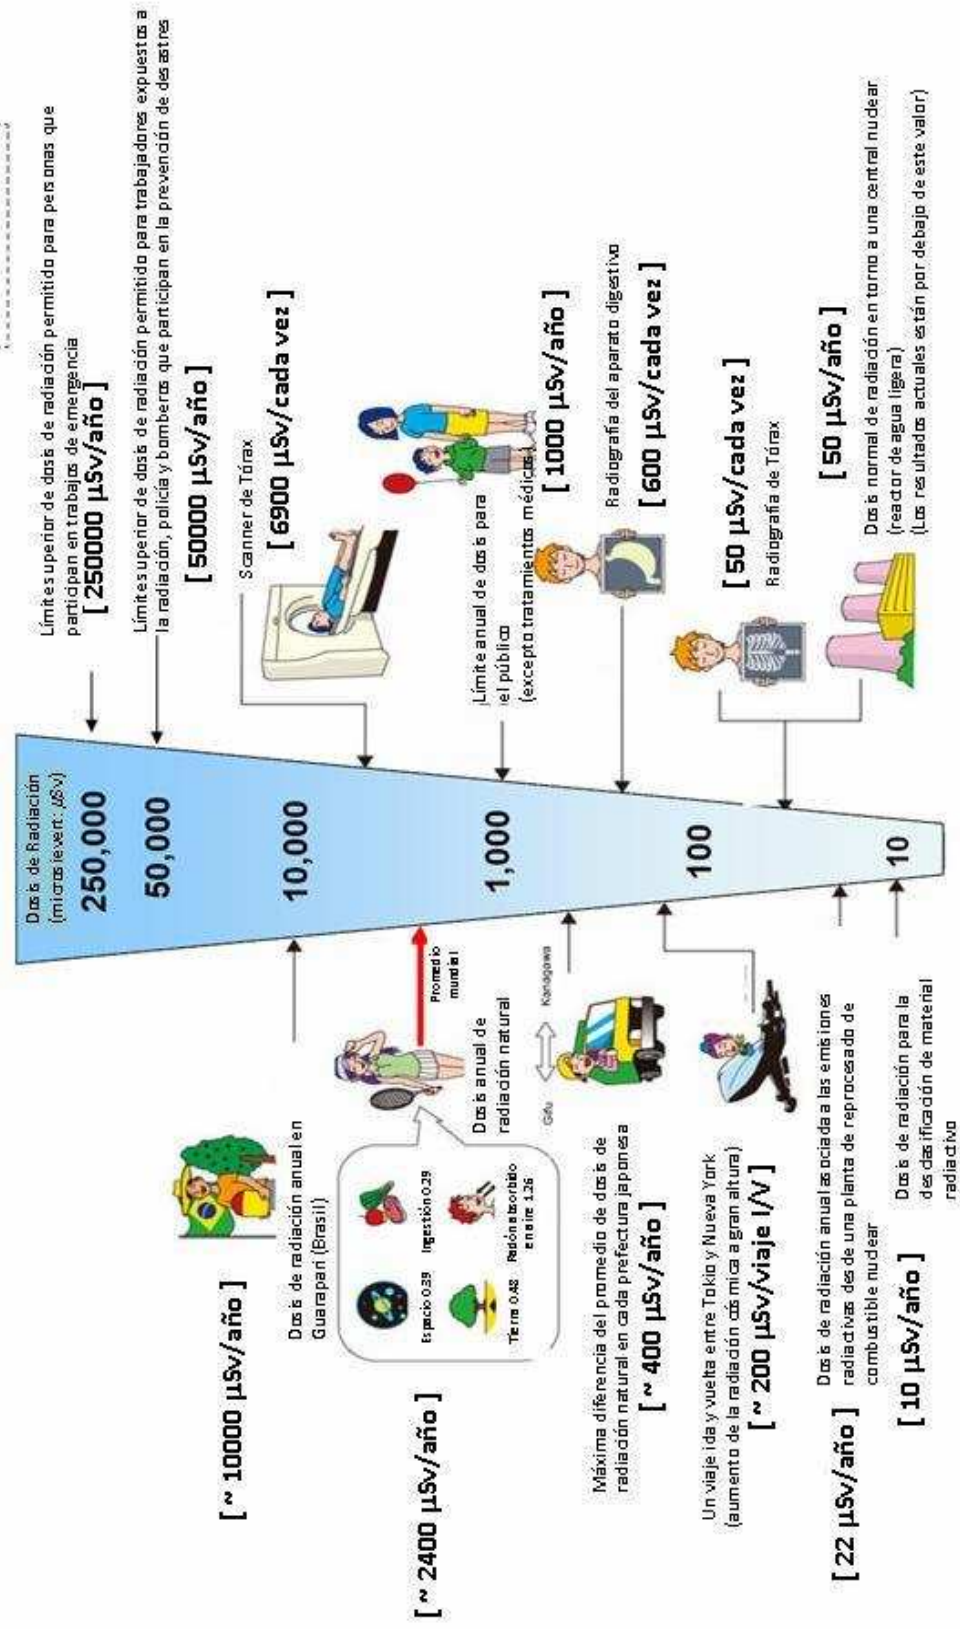 Dosis de Radiación
(microsievert: µSv)
250,000
50,000
10,000
1,000
100
10
Límite superior de dosis de radiación permitido para personas que
participan en trabajos de emergencia
[ 250000 µSv/año ]
Límite superior de dosis de radiación permitido para trabajadores expuestos a
la radiación, policía y bomberos que participan en la prevención de desastres
[ 50000 µSv/año ]
Scanner de Tórax
[ 6900 µSv/cada vez ]
Límite anual de dosis para
el público
(excepto tratamientos médicos)
[ 1000 µSv/año ]
Radiografía del aparato digestivo
[ 600 µSv/cada vez ]
[ 50 µSv/cada vez ]
Radiografía de Tórax
[ 50 µSv/año ]
Dosis normal de radiación en torno a una central nuclear
(reactor de agua ligera)
(Los resultados actuales están por debajo de este valor)
[ ~ 10000 µSv/año ]
Dosis de radiación anual en
Guarapari (Brasil)
[ ~ 2400 µSv/año ]
Espacio 0.39
Ingestión 0.29
Tierra 0.48
Radón absorbido
en aire 1.26
Promedio
mundial
Dosis anual de
radiación natural
Gifu
Kanagawa
Máxima diferencia del promedio de dosis de
radiación natural en cada prefectura japonesa
[ ~ 400 µSv/año ]
Un viaje ida y vuelta entre Tokio y Nueva York
(aumento de la radiación cósmica a gran altura)
[ ~ 200 µSv/viaje I/V ]
Dosis de radiación anual asociada a las emisiones
radiactivas des de una planta de reprocesado de
combustible nuclear
[ 22 µSv/año ]
Dosis de radiación para la
desclasificación de material
radiactivo
[ 10 µSv/año ]